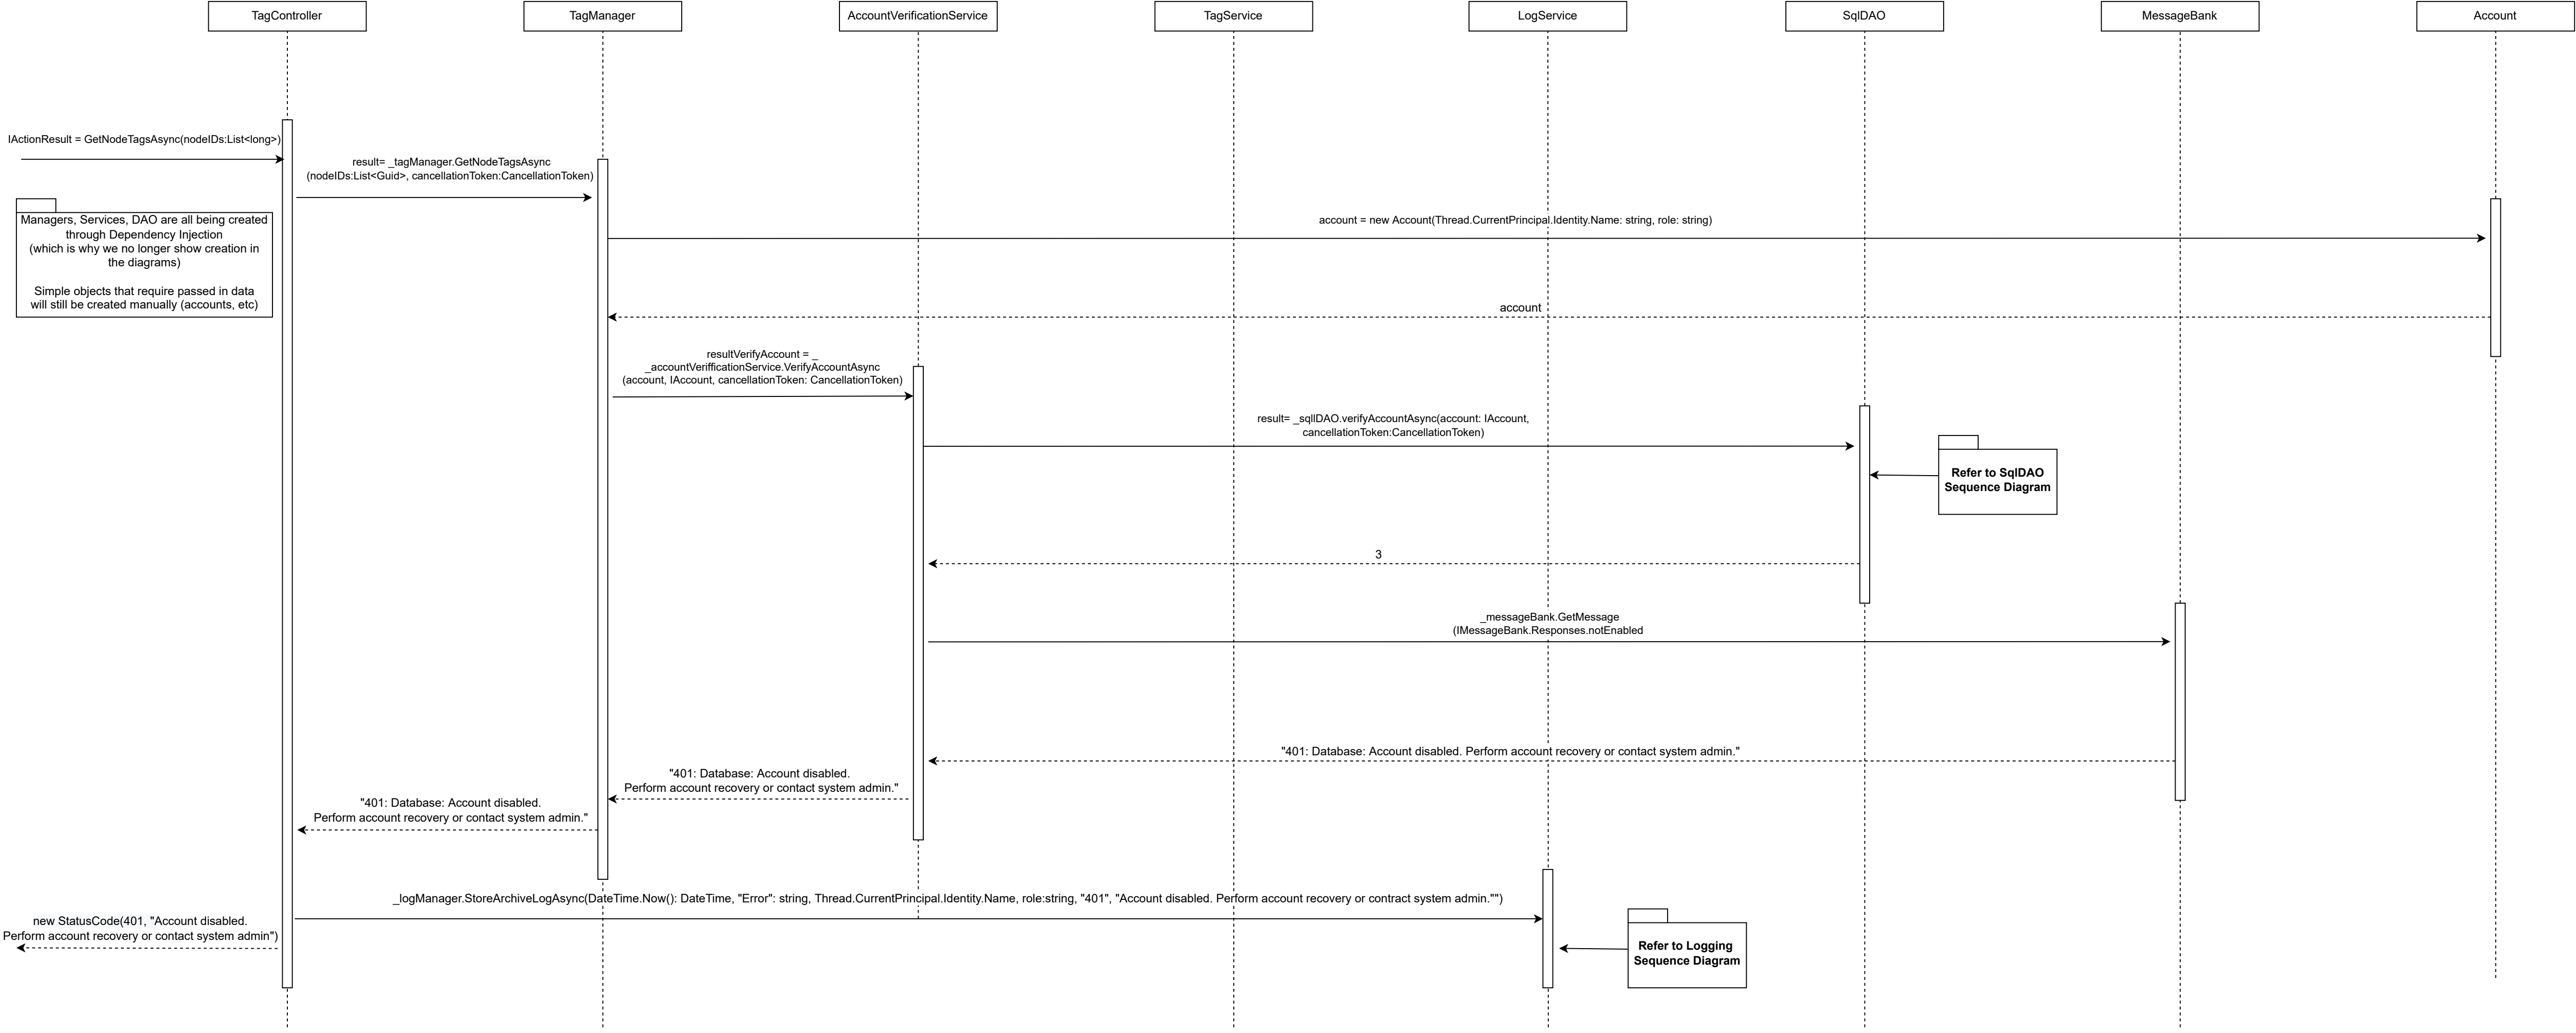 TagController
TagManager
AccountVerificationService
TagService
LogService
SqlDAO
MessageBank
Account
IActionResult = GetNodeTagsAsync(nodeIDs:List<long>)
result= _tagManager.GetNodeTagsAsync
(nodeIDs:List<Guid>, cancellationToken:CancellationToken)
Managers, Services, DAO are all being created
through Dependency Injection
(which is why we no longer show creation in
the diagrams)
Simple objects that require passed in data
will still be created manually (accounts, etc)
account = new Account(Thread.CurrentPrincipal.Identity.Name: string, role: string)
account
resultVerifyAccount = _
_accountVerifficationService.VerifyAccountAsync
(account, IAccount, cancellationToken: CancellationToken)
result= _sqllDAO.verifyAccountAsync(account: IAccount,
cancellationToken:CancellationToken)
Refer to SqlDAO
Sequence Diagram
3
_messageBank.GetMessage
(IMessageBank.Responses.notEnabled
"401: Database: Account disabled. Perform account recovery or contact system admin."
"401: Database: Account disabled.
Perform account recovery or contact system admin."
"401: Database: Account disabled.
Perform account recovery or contact system admin."
_logManager.StoreArchiveLogAsync(DateTime.Now(): DateTime, "Error": string, Thread.CurrentPrincipal.Identity.Name, role:string, "401", "Account disabled. Perform account recovery or contract system admin."")
new StatusCode(401, "Account disabled.
Perform account recovery or contact system admin")
Refer to Logging
Sequence Diagram